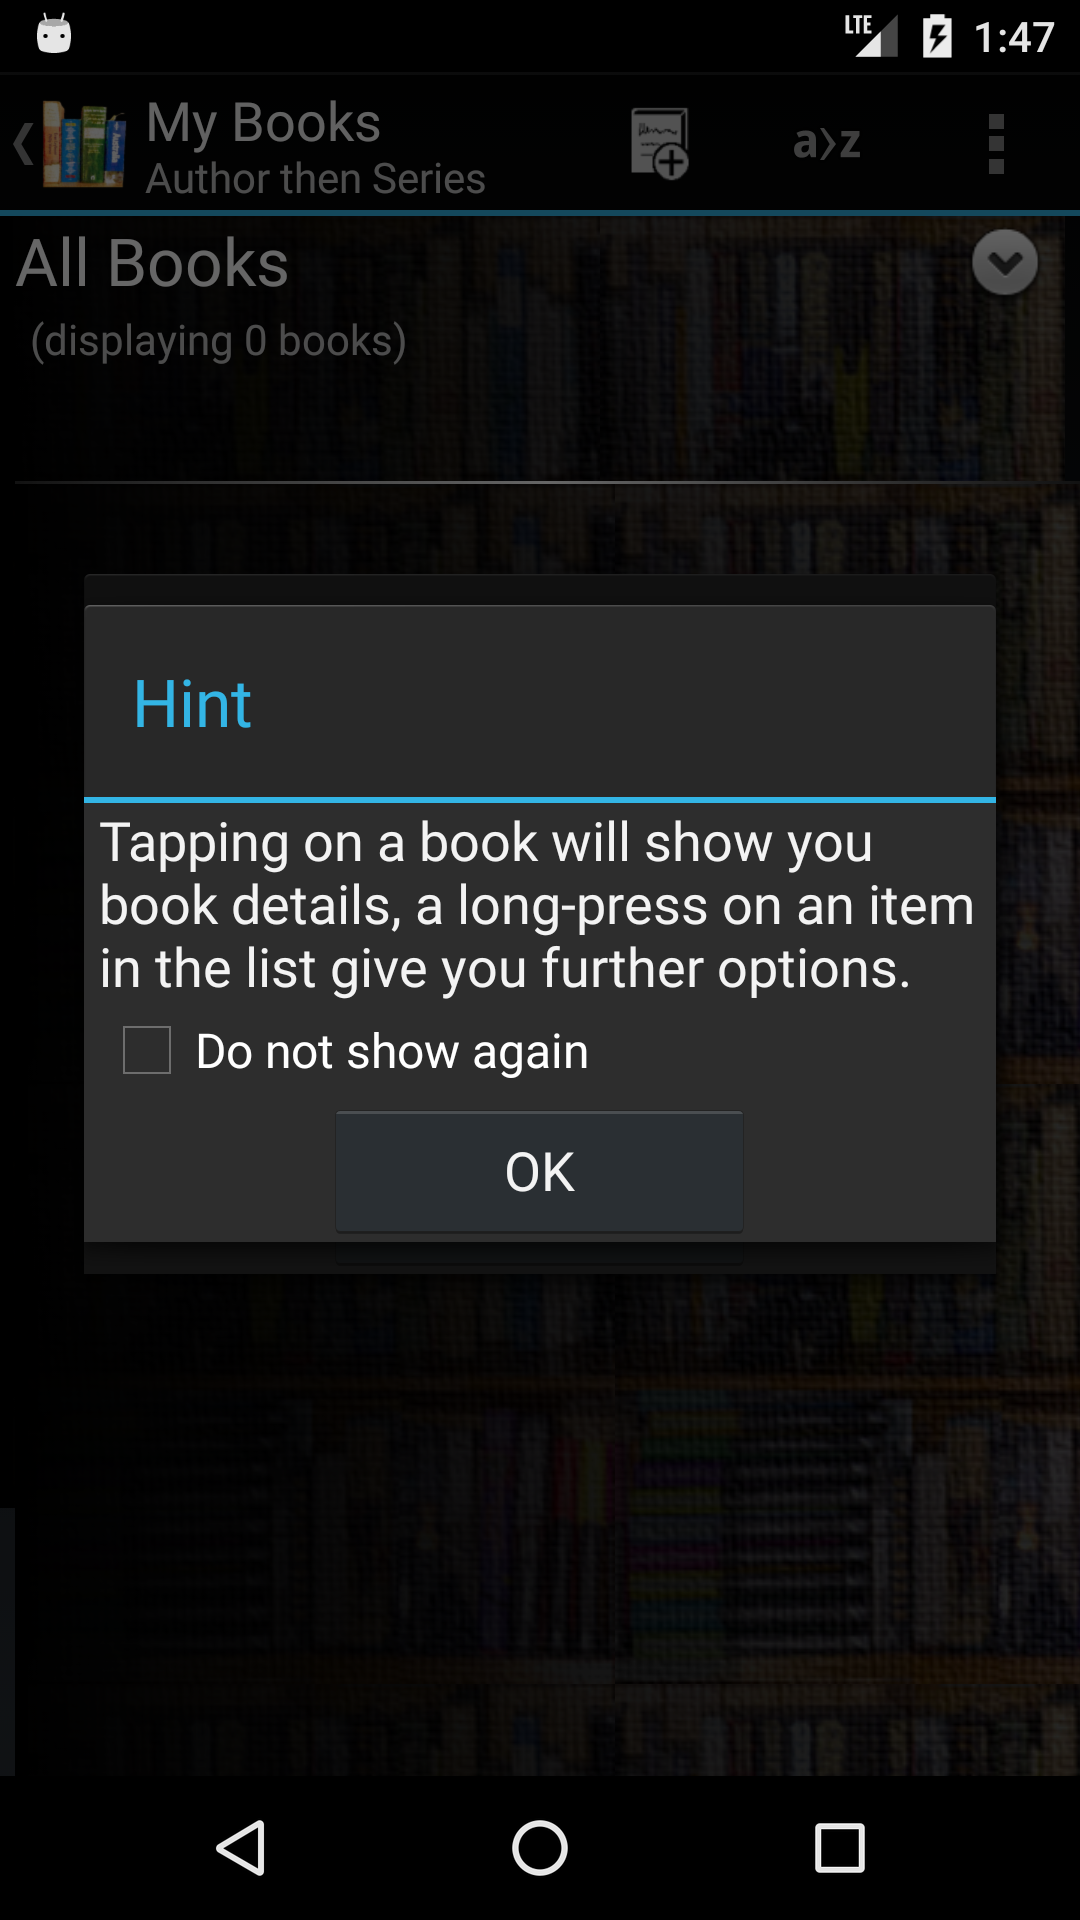 LTE 1:47
My Books
Author then Series
a›z
All Books
(displaying 0 books)
Hint
Tapping on a book will show you
book details, a long-press on an item
in the list give you further options.
Do not show again
OK